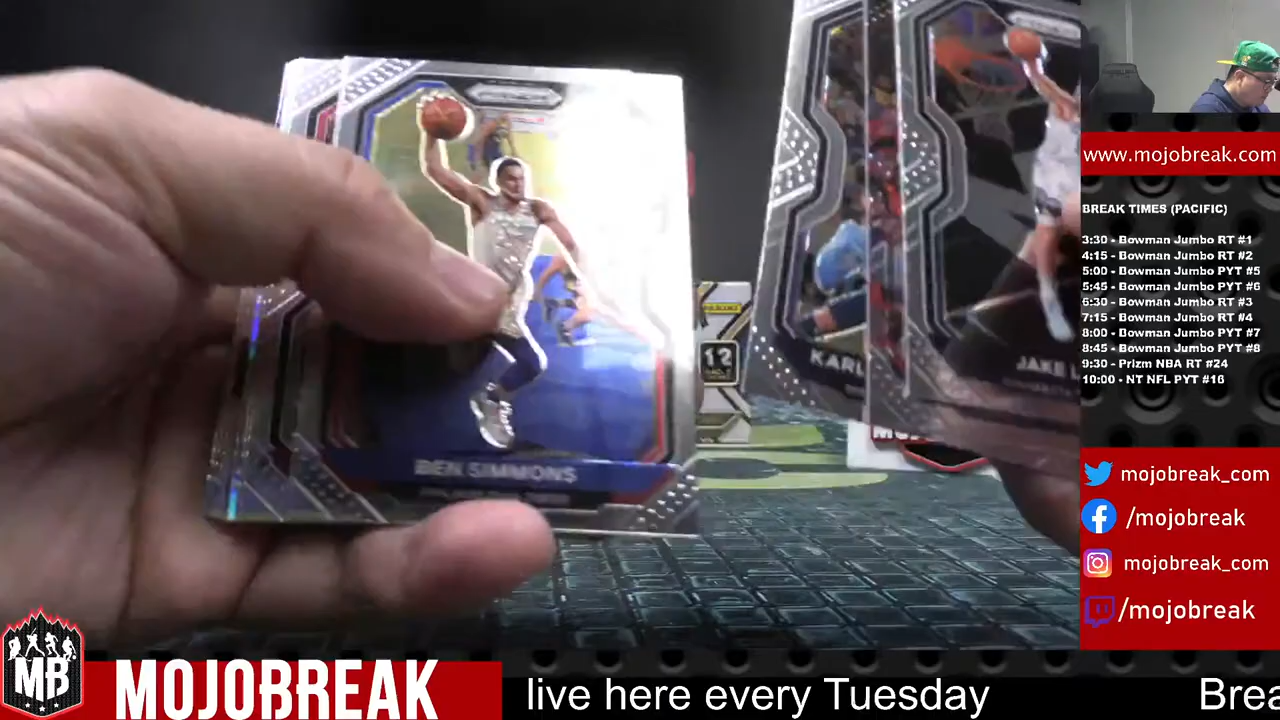 PRIZM
BEN SIMMONS
KARL
JAKE L
12
www.mojobreak.com
BREAK TIMES (PACIFIC)
3:30 - Bowman Jumbo RT #1
4:15 - Bowman Jumbo RT #2
5:00 - Bowman Jumbo PYT #5
5:45 - Bowman Jumbo PYT #6
6:30 - Bowman Jumbo RT #3
7:15 - Bowman Jumbo RT #4
8:00 - Bowman Jumbo PYT #7
8:45 - Bowman Jumbo PYT #8
9:30 - Prizm NBA RT #24
10:00 - NT NFL PYT #16
mojobreak_com
/mojobreak
mojobreak_com
/mojobreak
MB
MOJOBREAK
live here every Tuesday
Brea